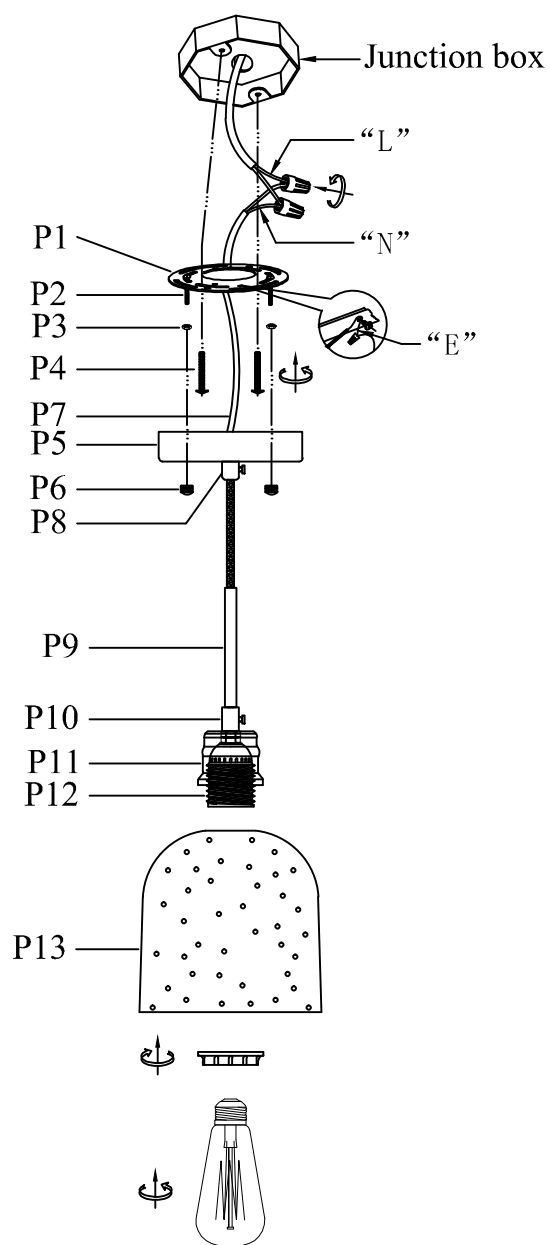 Junction box
“L”
“N”
P1
P2
P3
“E”
P4
P7
P5
P6
P8
P9
P10
P11
P12
P13